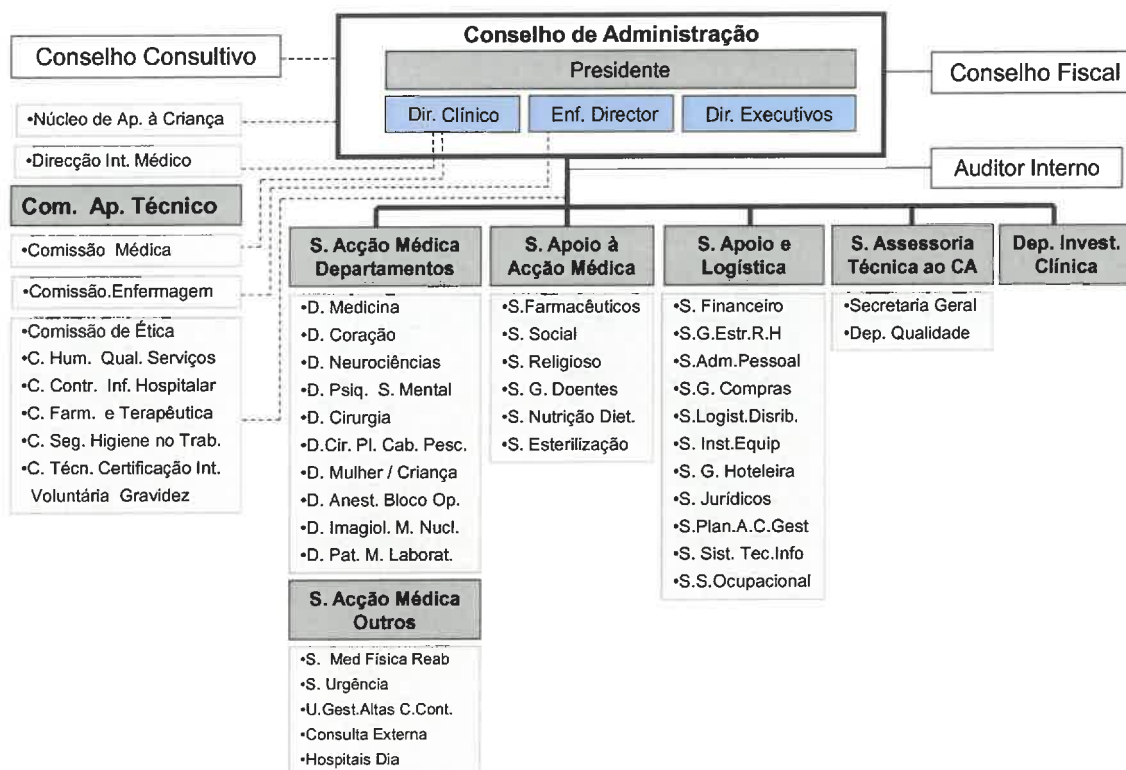 Conselho de Administração
Presidente
Dir. Clínico
Enf. Director
Dir. Executivos
Conselho Consultivo
Conselho Fiscal
Auditor Interno
•Núcleo de Ap. à Criança
•Direcção Int. Médico
Com. Ap. Técnico
•Comissão Médica
•Comissão.Enfermagem
•Comissão de Ética
•C. Hum. Qual. Serviços
•C. Contr. Inf. Hospitalar
•C. Farm. e Terapêutica
•C. Seg. Higiene no Trab.
•C. Técn. Certificação Int.
Voluntária Gravidez
S. Acção Médica
Departamentos
•D. Medicina
•D. Coração
•D. Neurociências
•D. Psiq. S. Mental
•D. Cirurgia
•D.Cir. Pl. Cab. Pesc.
•D. Mulher / Criança
•D. Anest. Bloco Op.
•D. Imagiol. M. Nucl.
•D. Pat. M. Laborat.
S. Acção Médica
Outros
•S. Med Física Reab
•S. Urgência
•U.Gest.Altas C.Cont.
•Consulta Externa
•Hospitais Dia
S. Apoio à
Acção Médica
•S.Farmacêuticos
•S. Social
•S. Religioso
•S. G. Doentes
•S. Nutrição Diet.
•S. Esterilização
S. Apoio e
Logística
•S. Financeiro
•S.G.Estr.R.H
•S.Adm.Pessoal
•S.G. Compras
•S.Logist.Disrib.
•S. Inst.Equip
•S. G. Hoteleira
•S. Jurídicos
•S.Plan.A.C.Gest
•S. Sist. Tec.Info
•S.S.Ocupacional
S. Assessoria
Técnica ao CA
•Secretaria Geral
•Dep. Qualidade
Dep. Invest.
Clínica